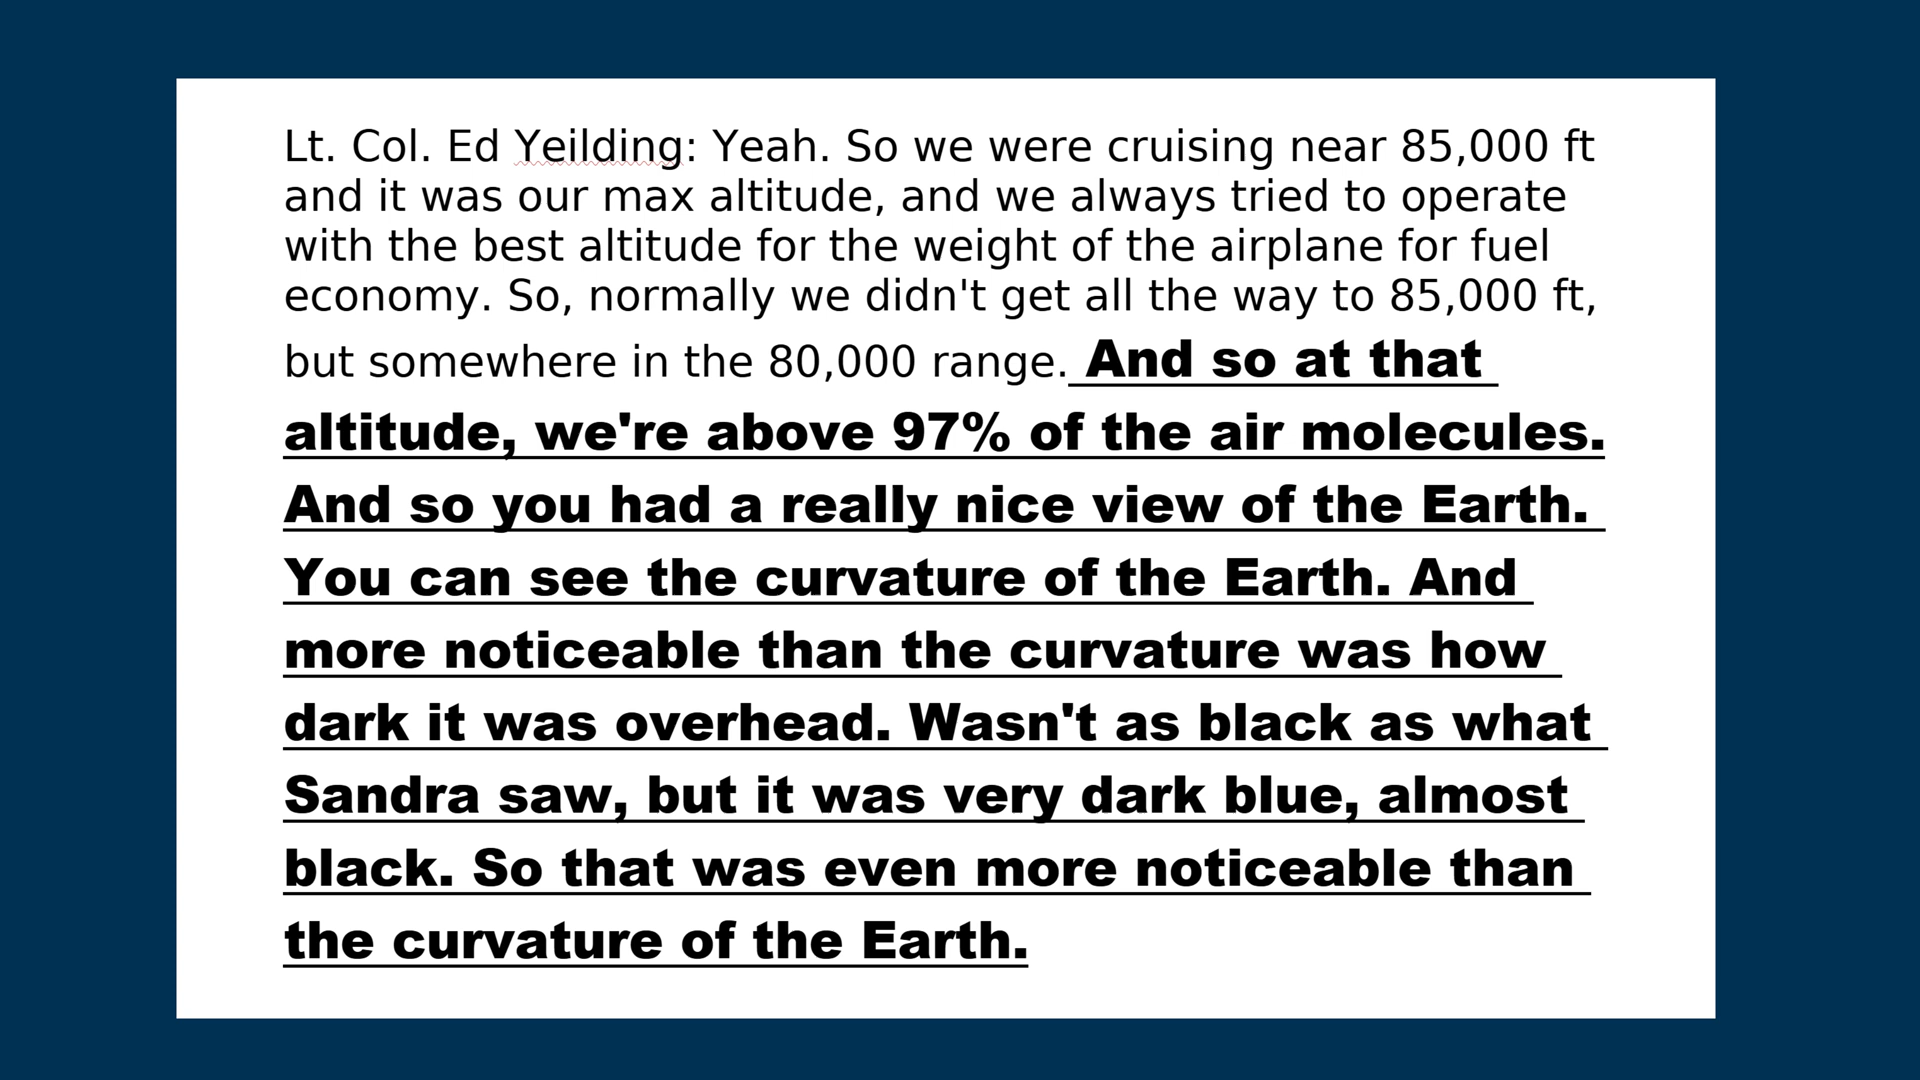 Lt. Col. Ed Yeilding: Yeah. So we were cruising near 85,000 ft
and it was our max altitude, and we always tried to operate
with the best altitude for the weight of the airplane for fuel
economy. So, normally we didn't get all the way to 85,000 ft,
but somewhere in the 80,000 range. And so at that
altitude, we're above 97% of the air molecules.
And so you had a really nice view of the Earth.
You can see the curvature of the Earth. And
more noticeable than the curvature was how
dark it was overhead. Wasn't as black as what
Sandra saw, but it was very dark blue, almost
black. So that was even more noticeable than
the curvature of the Earth.